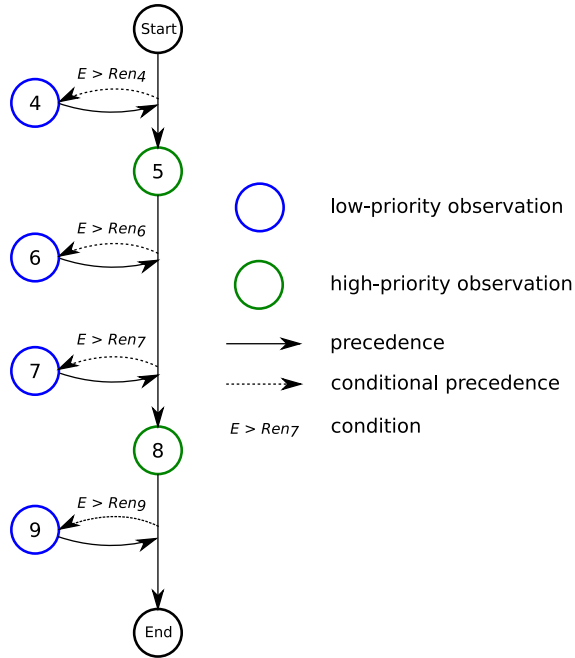 Start
E > Ren4
4
5
E > Ren6
6
E > Ren7
7
8
E > Ren9
9
End
low-priority observation
high-priority observation
precedence
conditional precedence
E > Ren7 condition